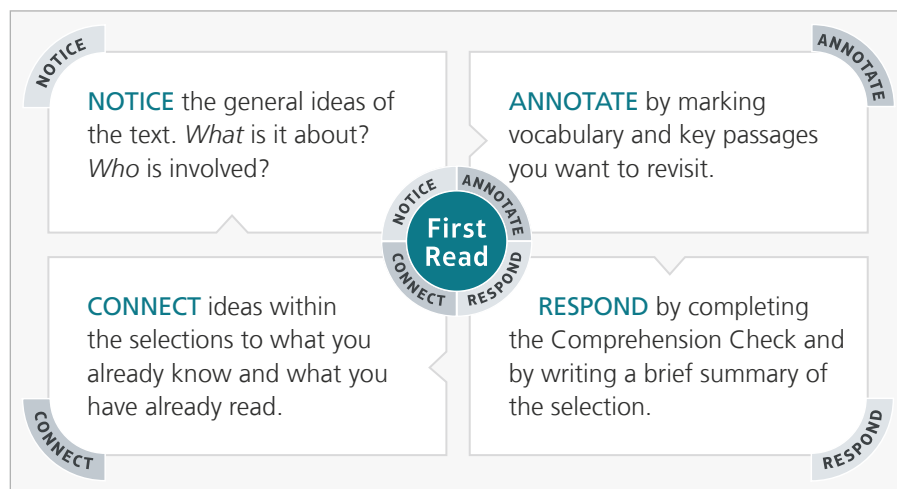 NOTICE
NOTICE the general ideas of
the text. What is it about?
Who is involved?
ANNOTATE
ANNOTATE by marking
vocabulary and key passages
you want to revisit.
NOTICE
ANNOTATE
First
Read
CONNECT
RESPOND
CONNECT ideas within
the selections to what you
already know and what you
have already read.
CONNECT
RESPOND by completing
the Comprehension Check and
by writing a brief summary of
the selection.
RESPOND